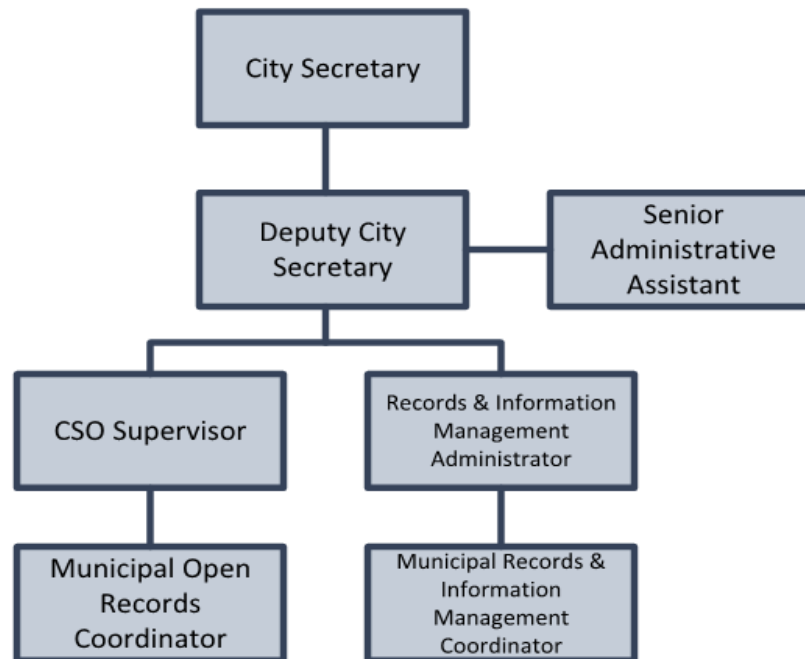 City Secretary
Deputy City
Secretary
Senior
Administrative
Assistant
CSO Supervisor
Records & Information
Management
Administrator
Municipal Open
Records
Coordinator
Municipal Records &
Information
Management
Coordinator